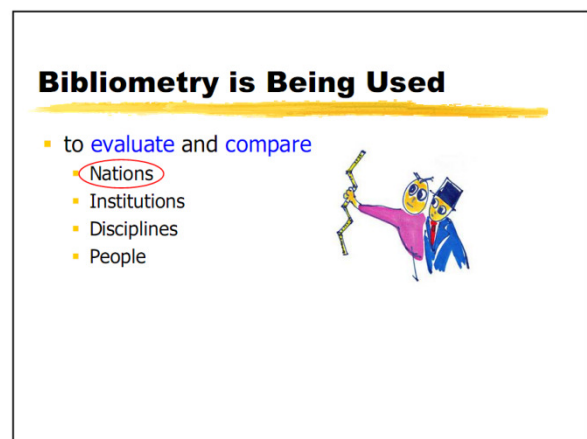 Bibliometry is Being Used
to evaluate and compare
Nations
Institutions
Disciplines
People